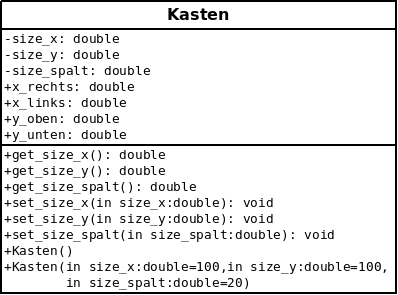 Kasten
-size_x: double
-size_y: double
-size_spalt: double
+x_rechts: double
+x_links: double
+y_oben: double
+y_unten: double
+get_size_x(): double
+get_size_y(): double
+get_size_spalt(): double
+set_size_x(in size_x:double): void
+set_size_y(in size_y:double): void
+set_size_spalt(in size_spalt:double): void
+Kasten()
+Kasten(in size_x:double=100,in size_y:double=100,
in size_spalt:double=20)